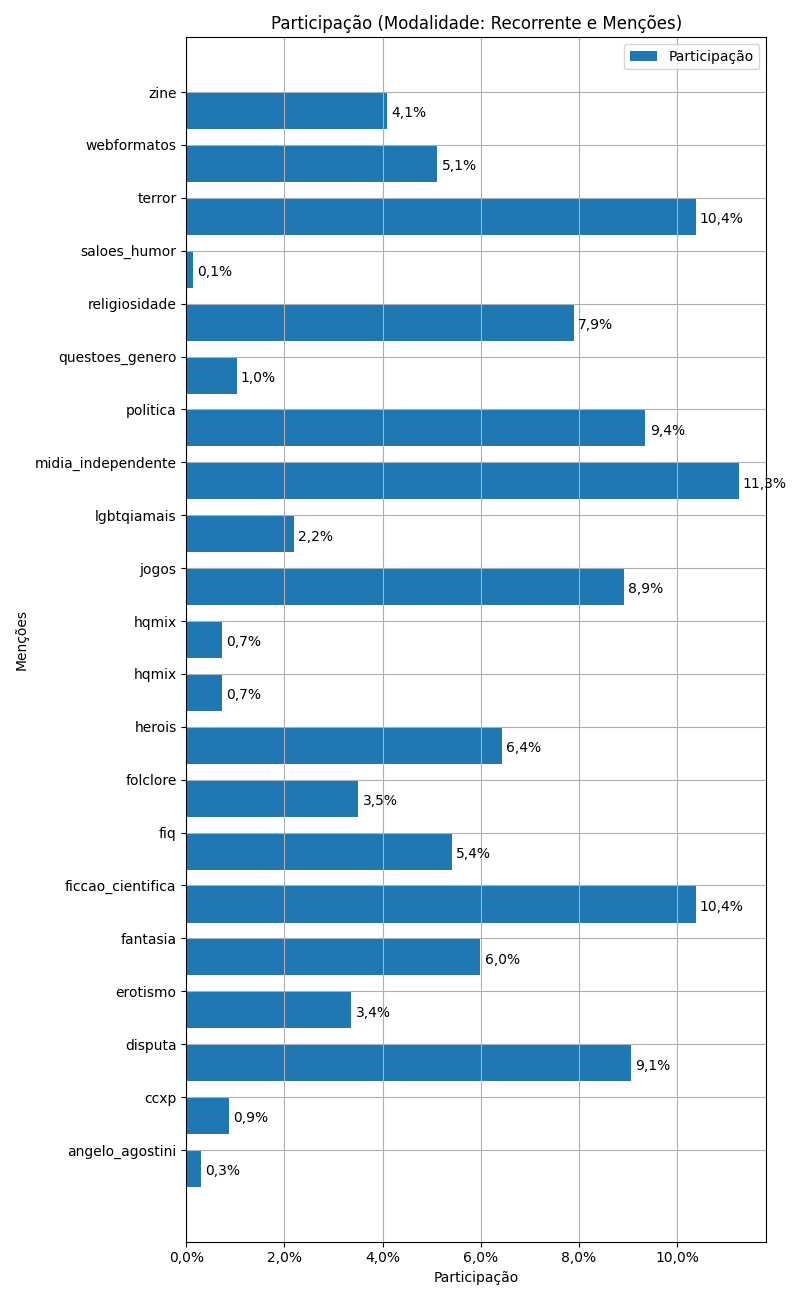 Participação (Modalidade: Recorrente e Menções)
Participação
zine
4,1%
webformatos
5,1%
terror
10,4%
saloes_humor
0,1%
religiosidade
7,9%
questoes_genero
1,0%
politica
9,4%
midia_independente
11,3%
lgbtqiamais
2,2%
jogos
8,9%
hqmix
0,7%
hqmix
0,7%
herois
6,4%
folclore
3,5%
fiq
5,4%
ficcao_cientifica
10,4%
fantasia
6,0%
erotismo
3,4%
disputa
9,1%
ccxp
0,9%
angelo_agostini
0,3%
Menções
0,0% 2,0% 4,0% 6,0% 8,0% 10,0%
Participação